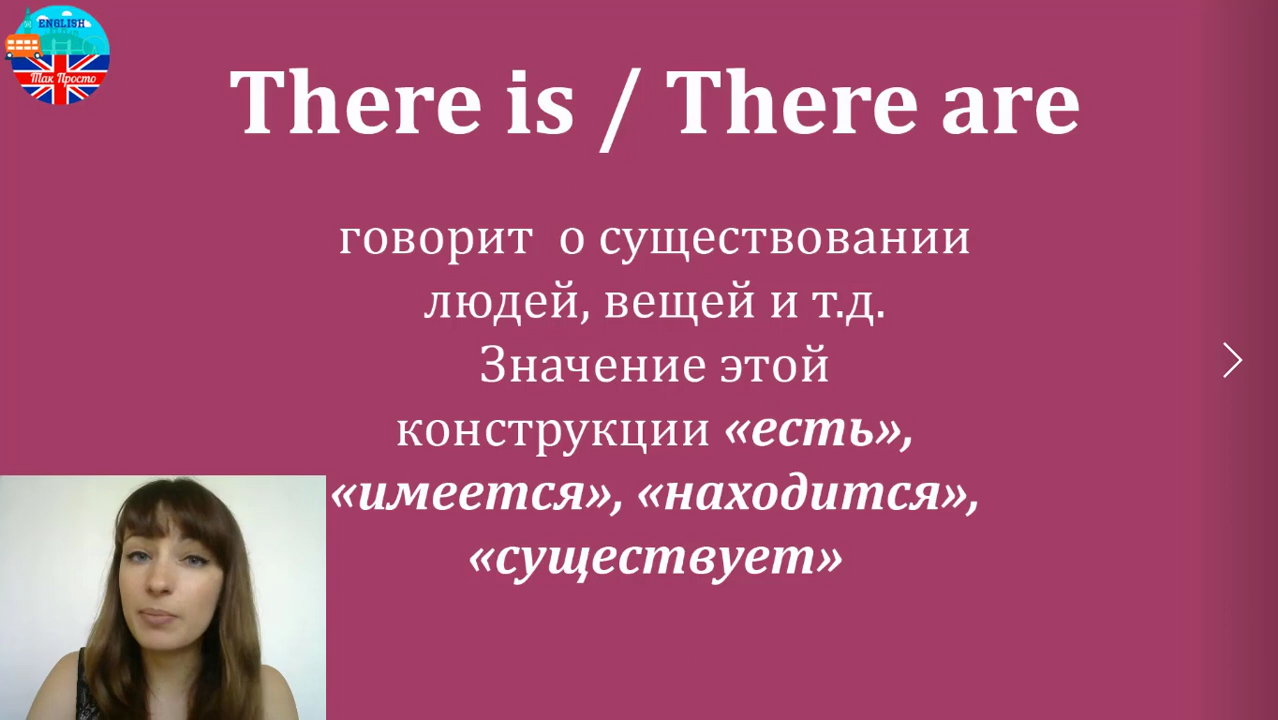 ENGLISH
Так Просто
There is / There are
говорит о существовании
людей, вещей и т.д.
Значение этой
конструкции «есть»,
«имеется», «находится»,
«существует»